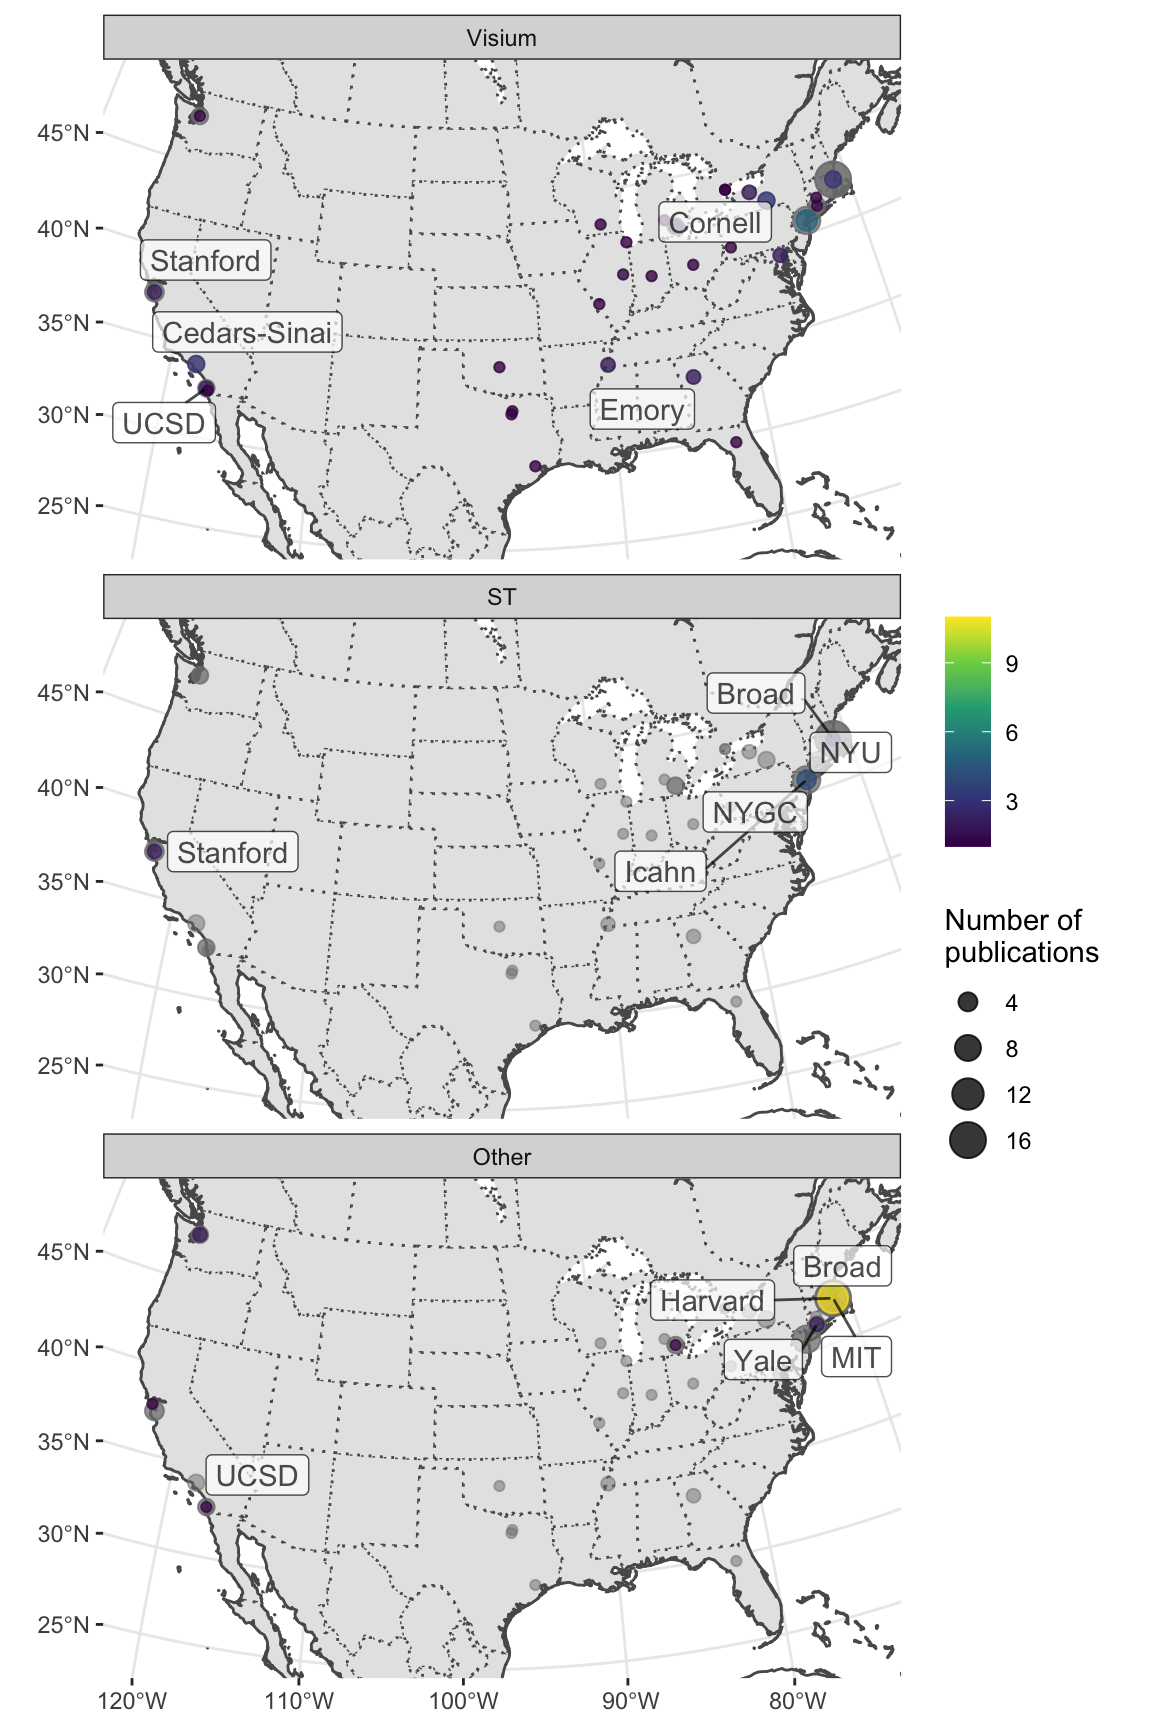 Visium
45°N
40°N
35°N
30°N
25°N
Cornell
Stanford
Cedars-Sinai
Emory
UCSD
ST
45°N
40°N
35°N
30°N
25°N
Broad
NYU
NYGC
Stanford
Icahn
9
6
3
Number of
publications
4
8
12
16
Other
45°N
40°N
35°N
30°N
25°N
Broad
Harvard
Yale
MIT
UCSD
120°W
110°W
100°W
90°W
80°W